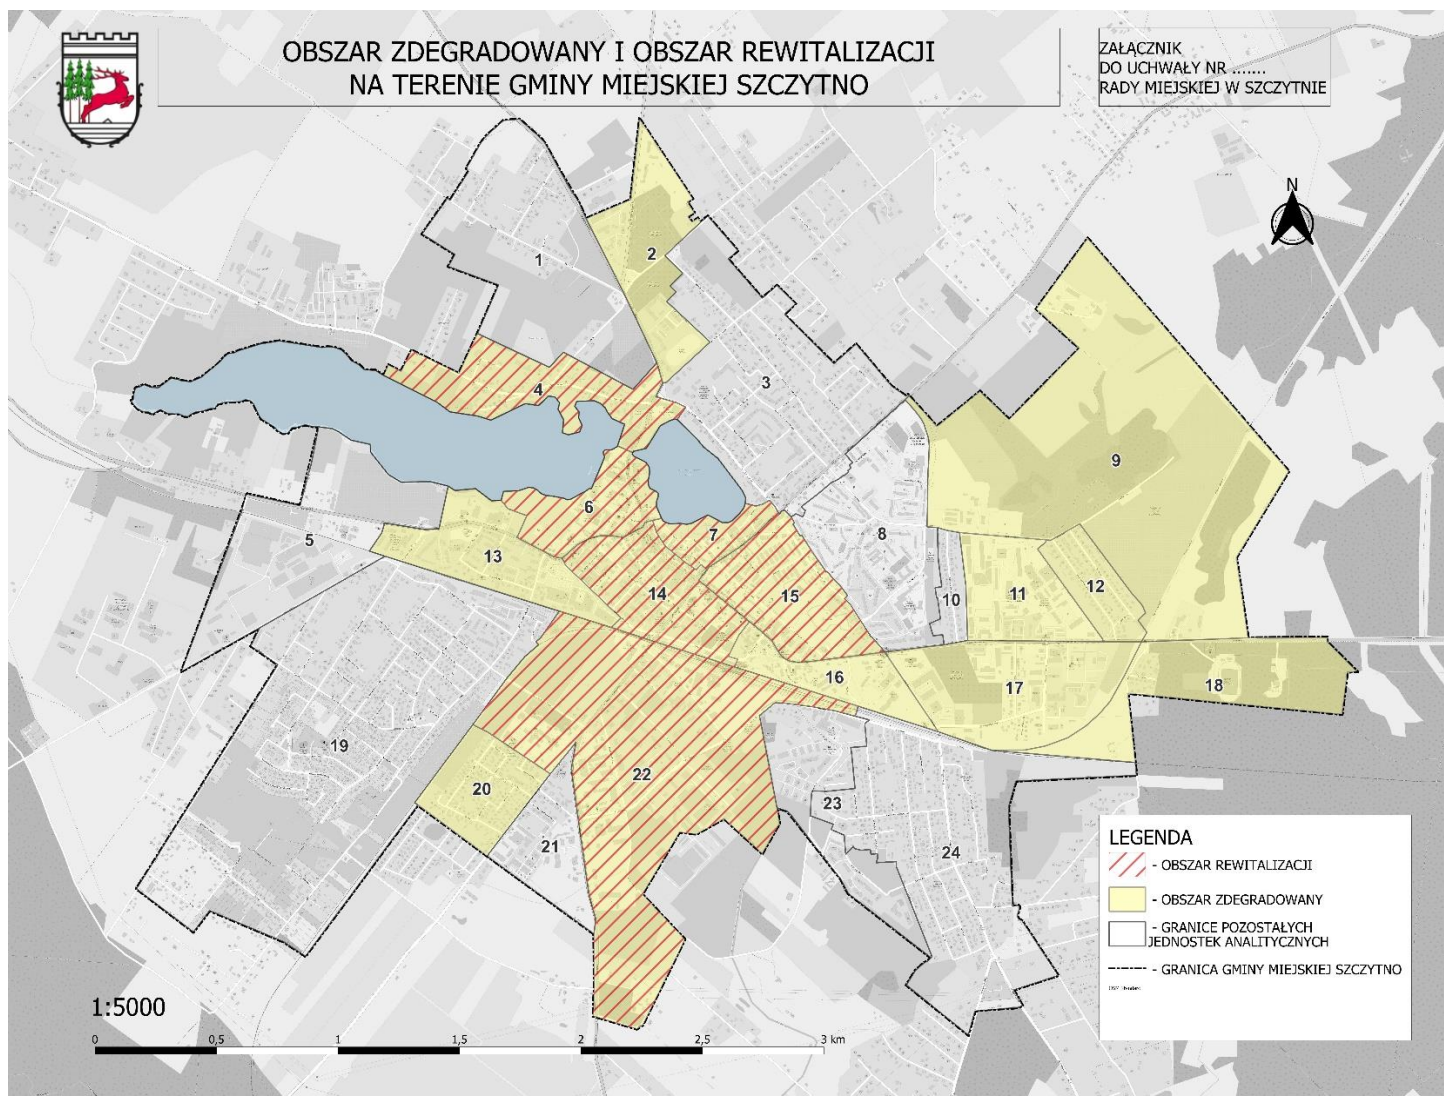 OBSZAR ZDEGRADOWANY I OBSZAR REWITALIZACJI
NA TERENIE GMINY MIEJSKIEJ SZCZYTNO
ZAŁĄCZNIK
DO UCHWAŁY NR .......
RADY MIEJSKIEJ W SZCZYTNIE
N
1
2
3
4
5
6
7
8
9
10
11
12
13
14
15
16
17
18
19
20
21
22
23
24
LEGENDA
- OBSZAR REWITALIZACJI
- OBSZAR ZDEGRADOWANY
- GRANICE POZOSTAŁYCH
JEDNOSTEK ANALITYCZNYCH
- GRANICA GMINY MIEJSKIEJ SZCZYTNO
1:5000
0 0,5 1 1,5 2 2,5 3 km